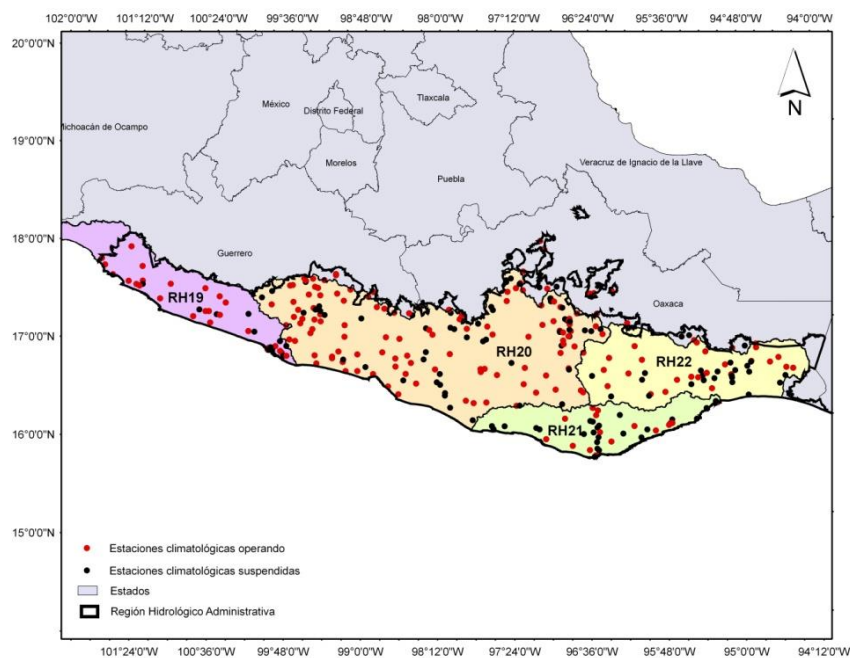 102°0'0"W 101°12'0"W 100°24'0"W 99°36'0"W 98°48'0"W 98°0'0"W 97°12'0"W 96°24'0"W 95°36'0"W 94°48'0"W 94°0'0"W
20°0'0"N
19°0'0"N
18°0'0"N
17°0'0"N
16°0'0"N
15°0'0"N
N
México
Tlaxcala
Distrito Federal
Michoacán de Ocampo
Morelos
Veracruz de Ignacio de la Llave
Puebla
Guerrero
Oaxaca
RH19
RH20
RH22
RH21
Estaciones climatológicas operando
Estaciones climatológicas suspendidas
Estados
Región Hidrológico Administrativa
101°24'0"W 100°36'0"W 99°48'0"W 99°0'0"W 98°12'0"W 97°24'0"W 96°36'0"W 95°48'0"W 95°0'0"W 94°12'0"W